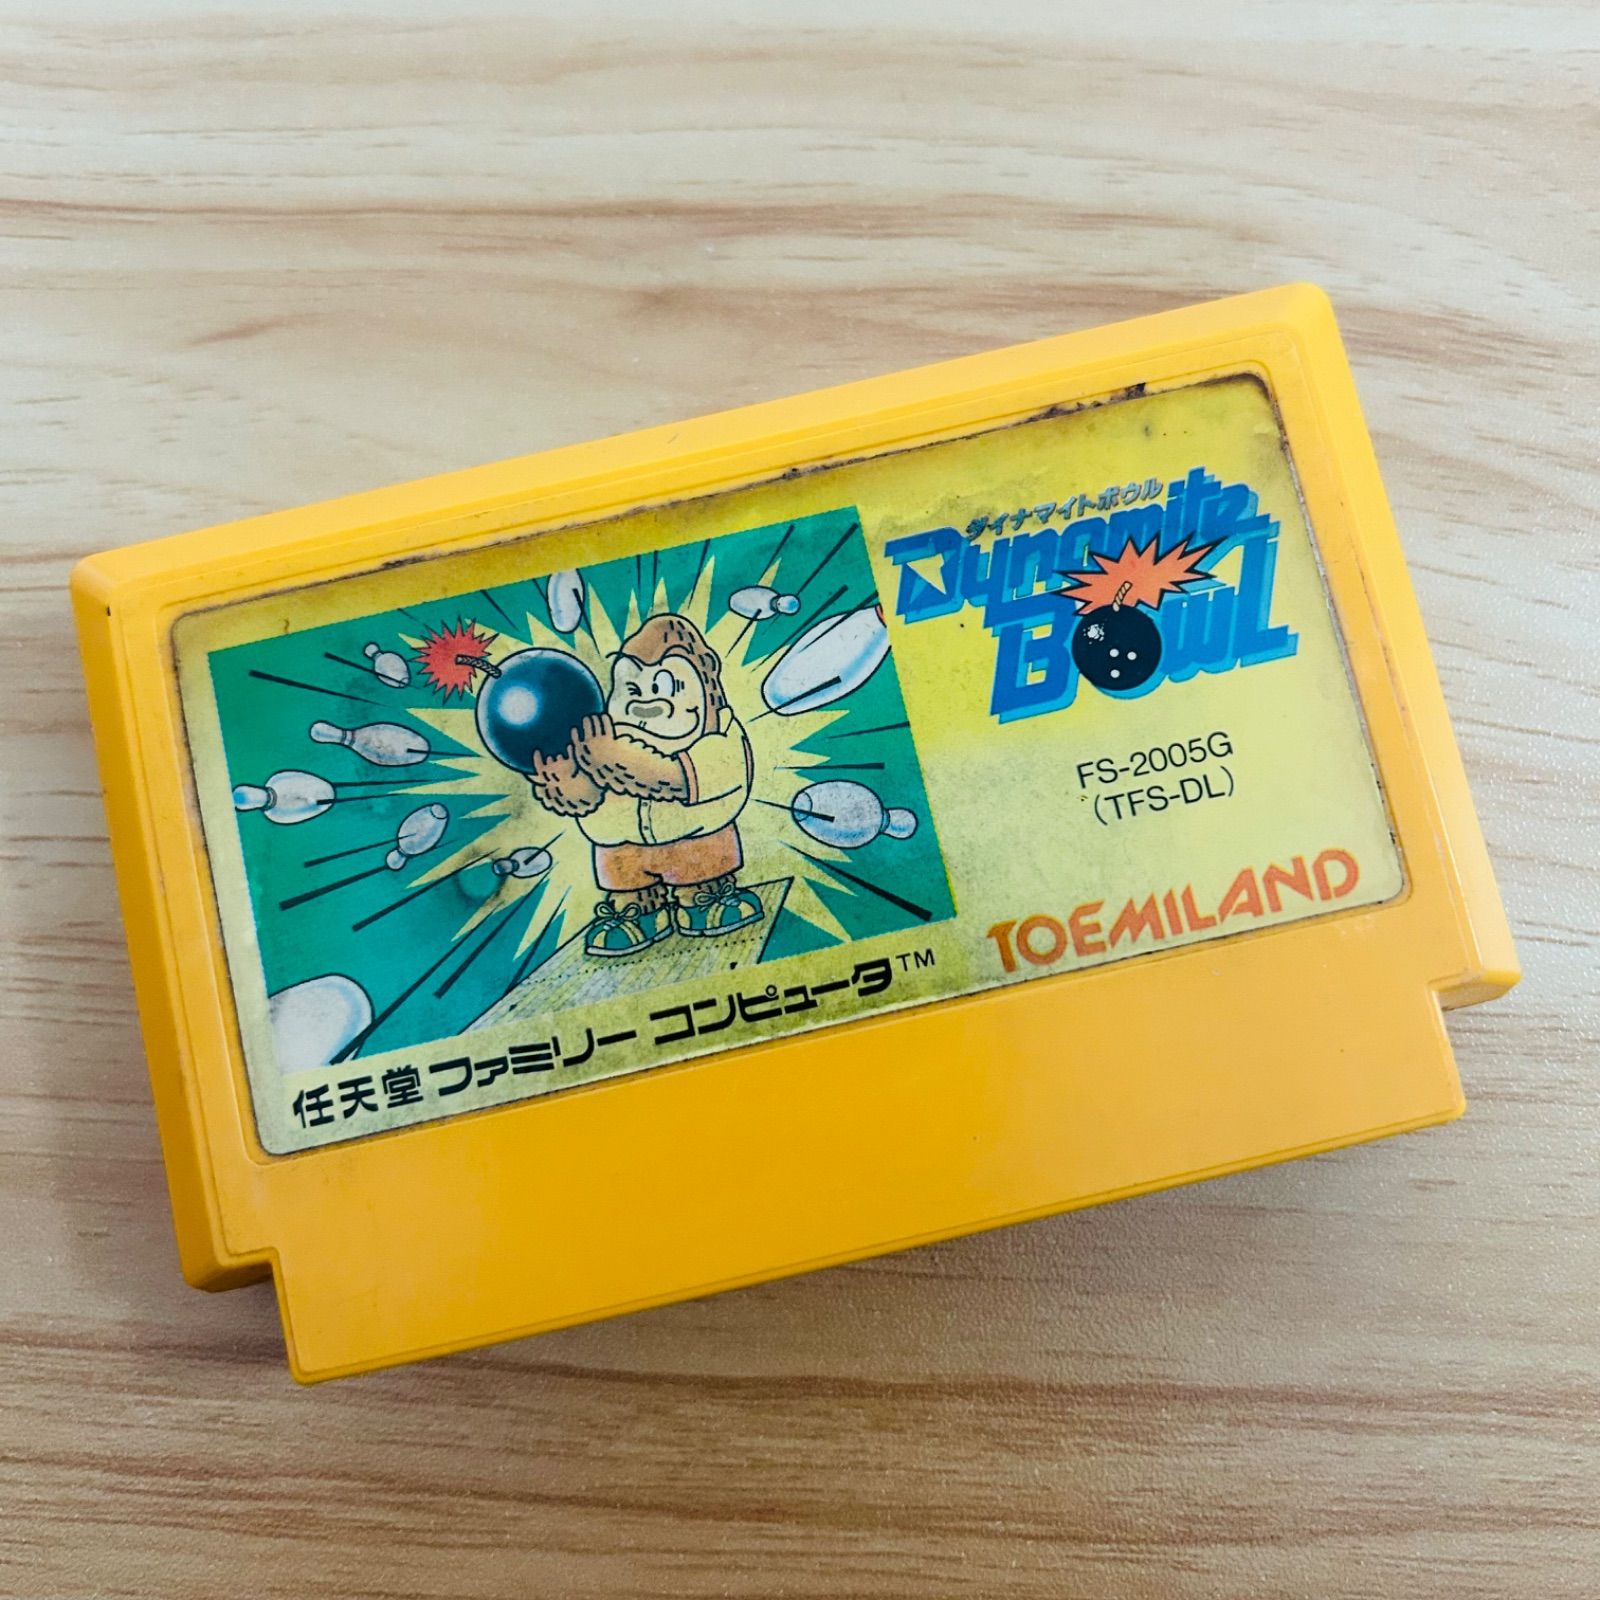 ダイナマイトボウル
Dynamite
Bowl
FS-2005G
(TFS-DL)
TOEMILAND
任天堂 ファミリー コンピュータ™